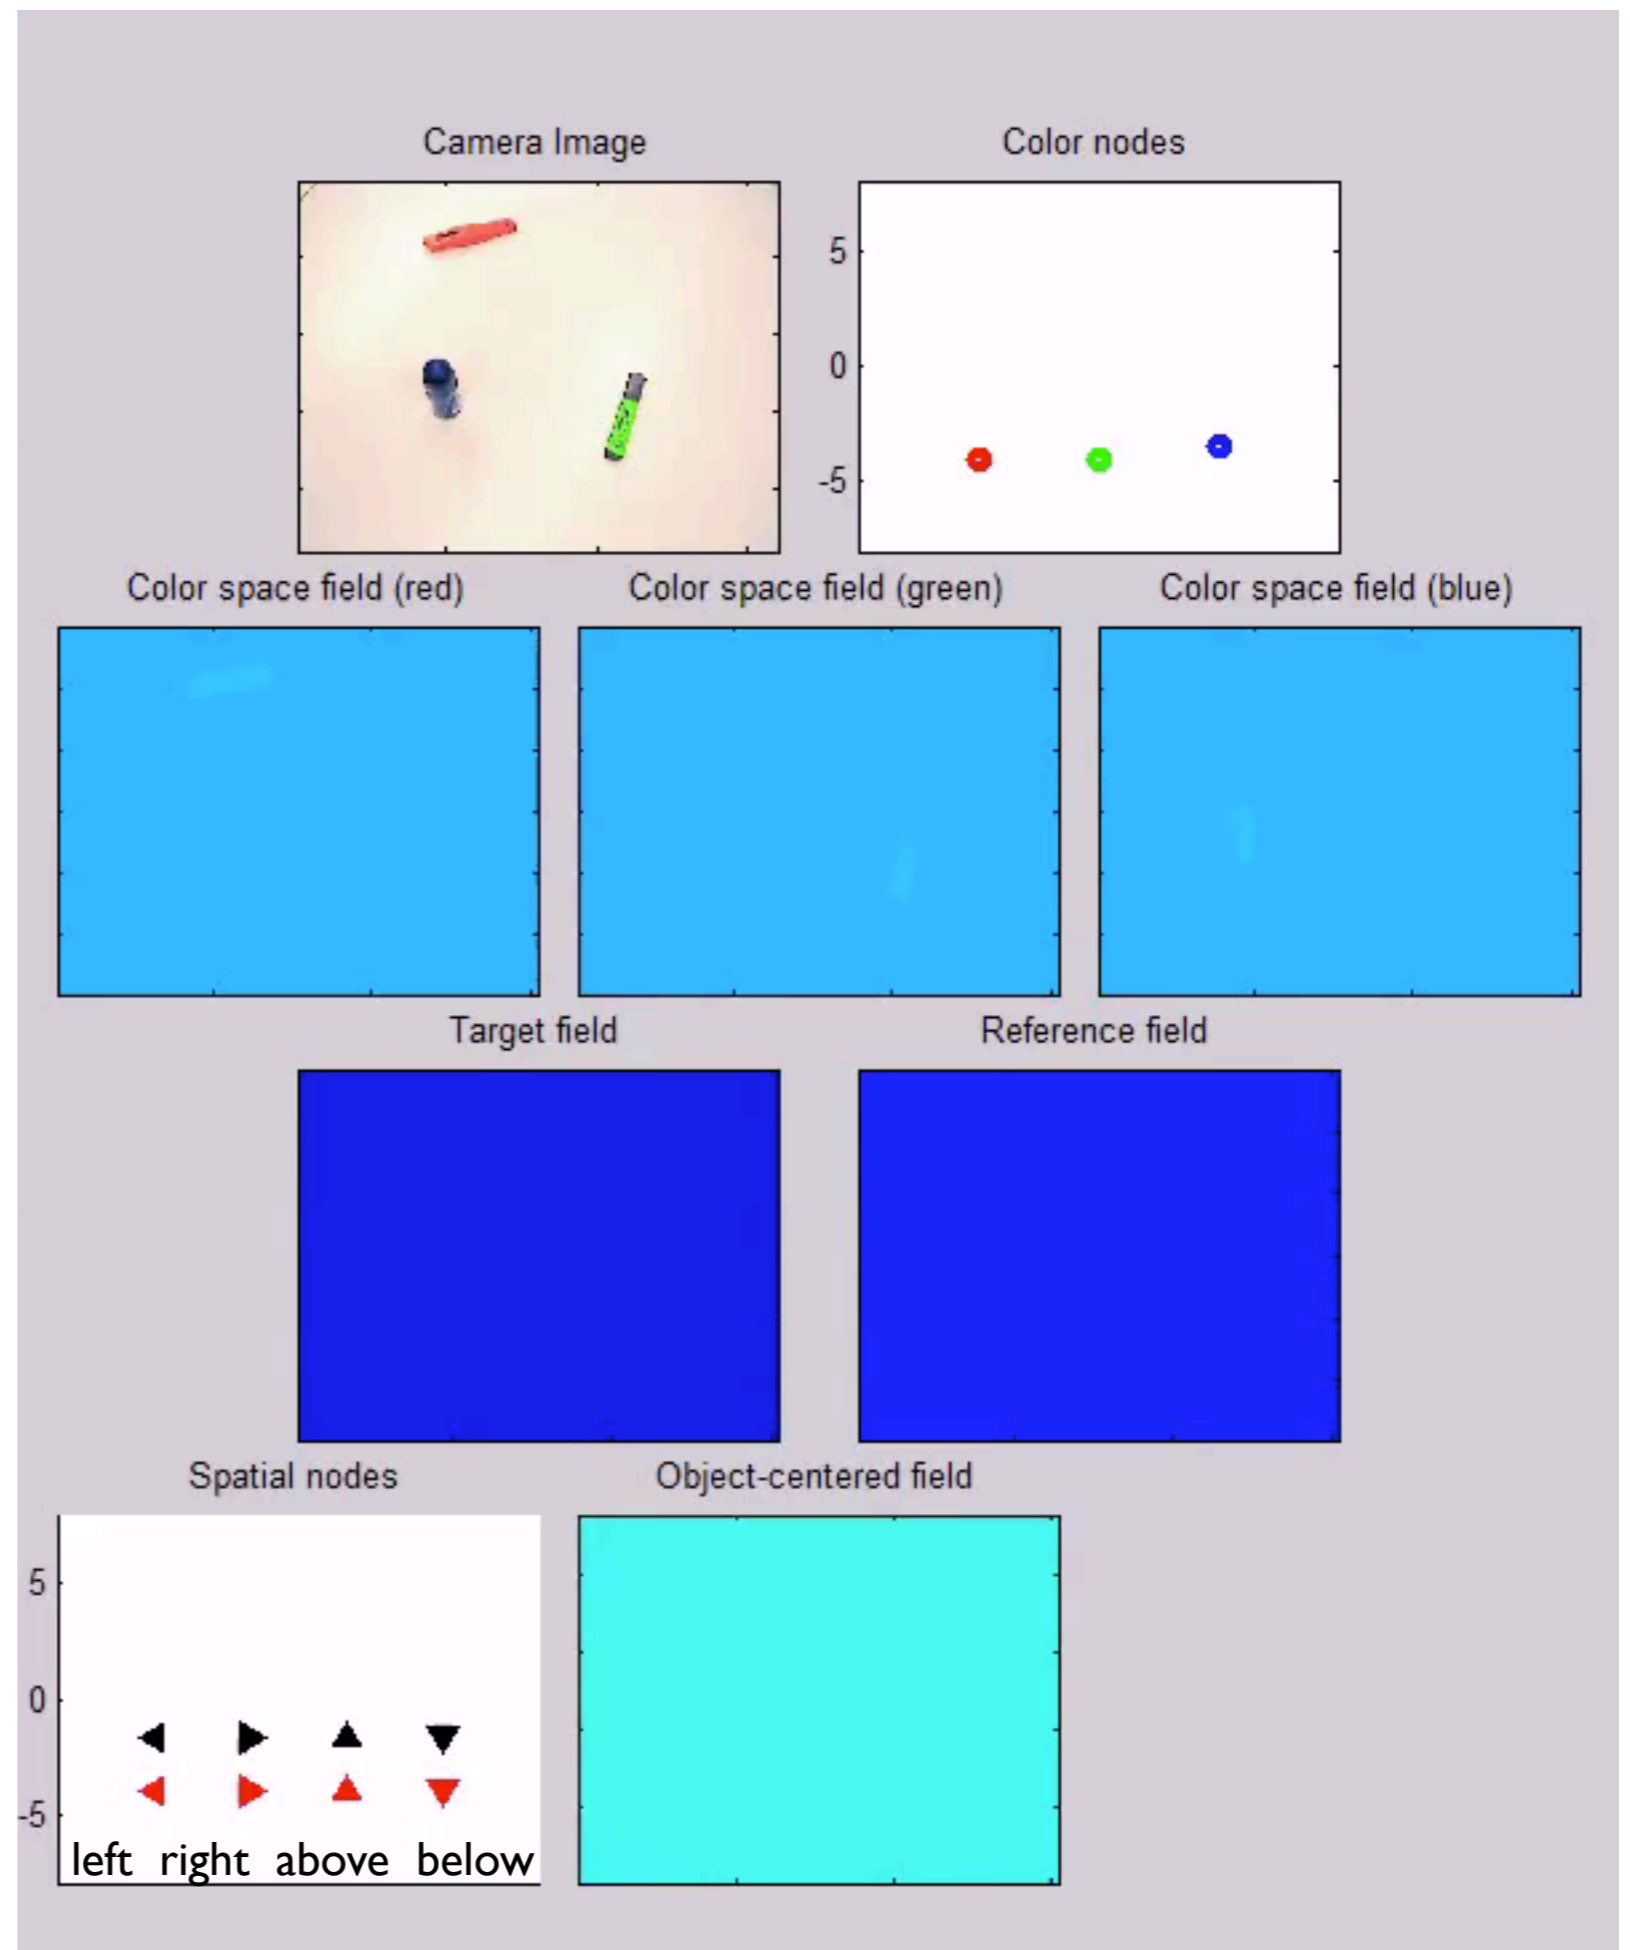 Camera Image
Color nodes
5
0
-5
Color space field (red)
Color space field (green)
Color space field (blue)
Target field
Reference field
Spatial nodes
Object-centered field
5
0
-5
left right above below